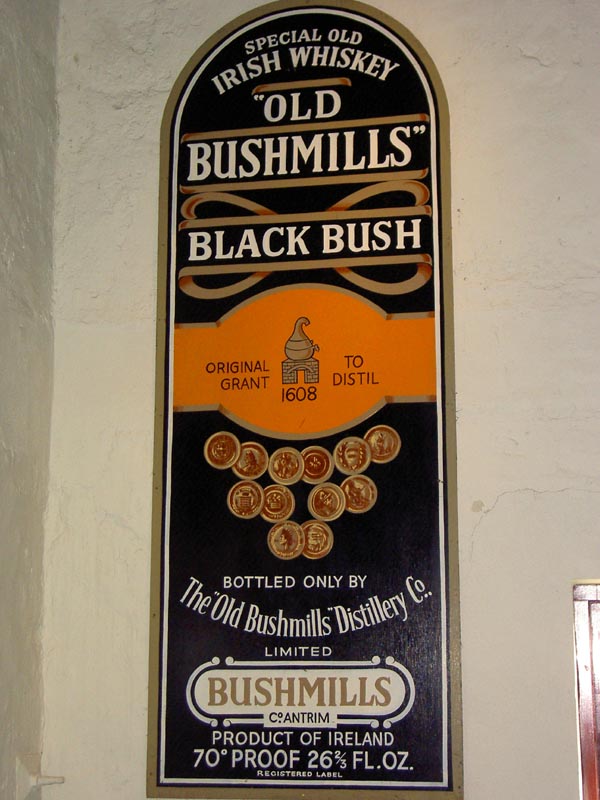 SPECIAL OLD
IRISH WHISKEY
"OLD
BUSHMILLS"
BLACK BUSH
ORIGINAL TO
GRANT DISTIL
1608
BOTTLED ONLY BY
The "Old Bushmills" Distillery Co.,
LIMITED
BUSHMILLS
Cº ANTRIM
PRODUCT OF IRELAND
70° PROOF 26⅔ FL. OZ.
REGISTERED LABEL